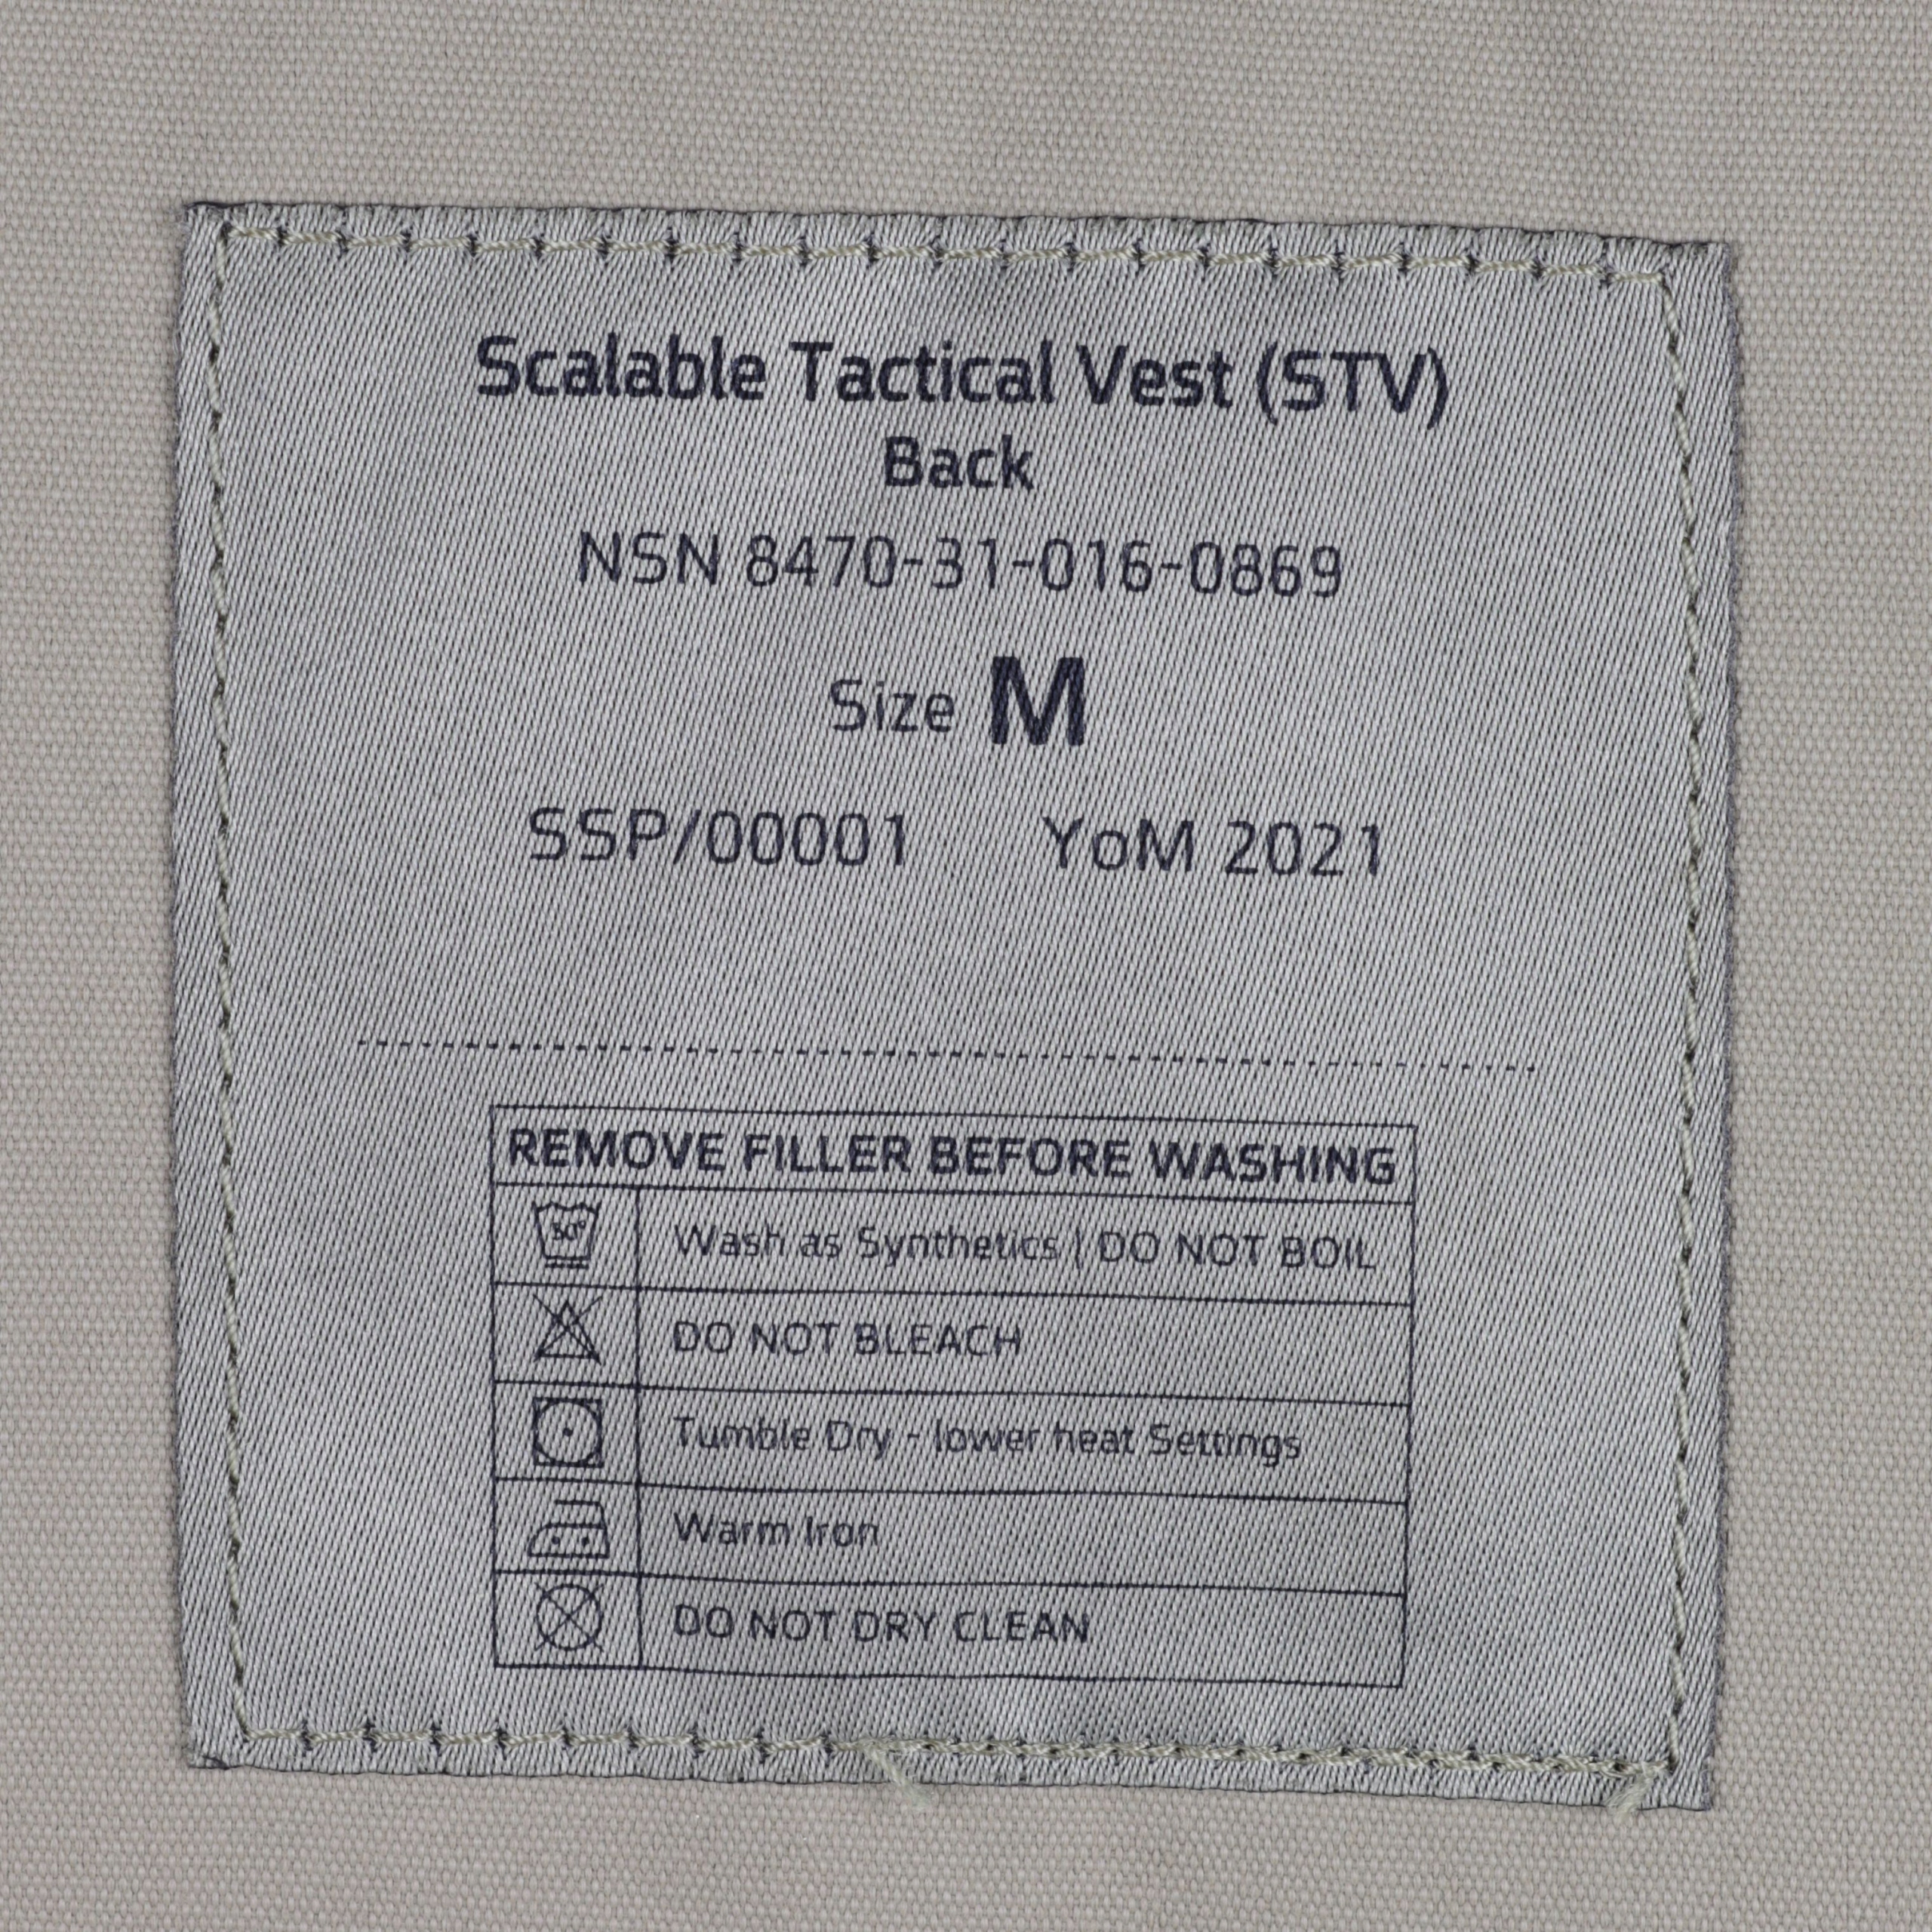 Scalable Tactical Vest (STV)
Back
NSN 8470-31-016-0869
Size M
SSP/00001 YoM 2021
REMOVE FILLER BEFORE WASHING
Wash as Synthetics | DO NOT BOIL
DO NOT BLEACH
Tumble Dry - lower heat Settings
Warm Iron
DO NOT DRY CLEAN